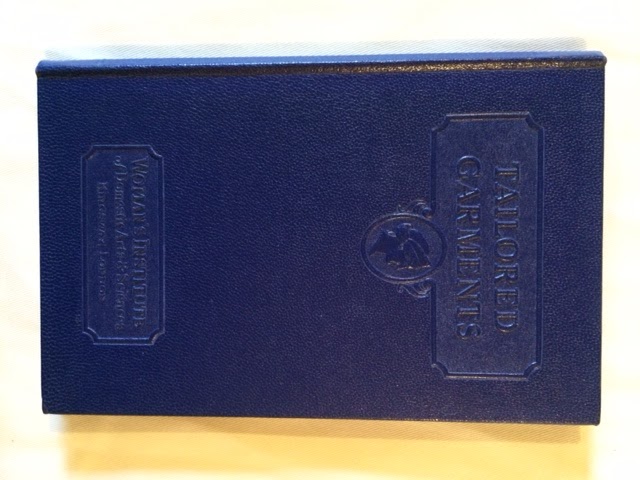 TAILORED
GARMENTS
WOMAN'S INSTITUTE
of Domestic Arts & Sciences